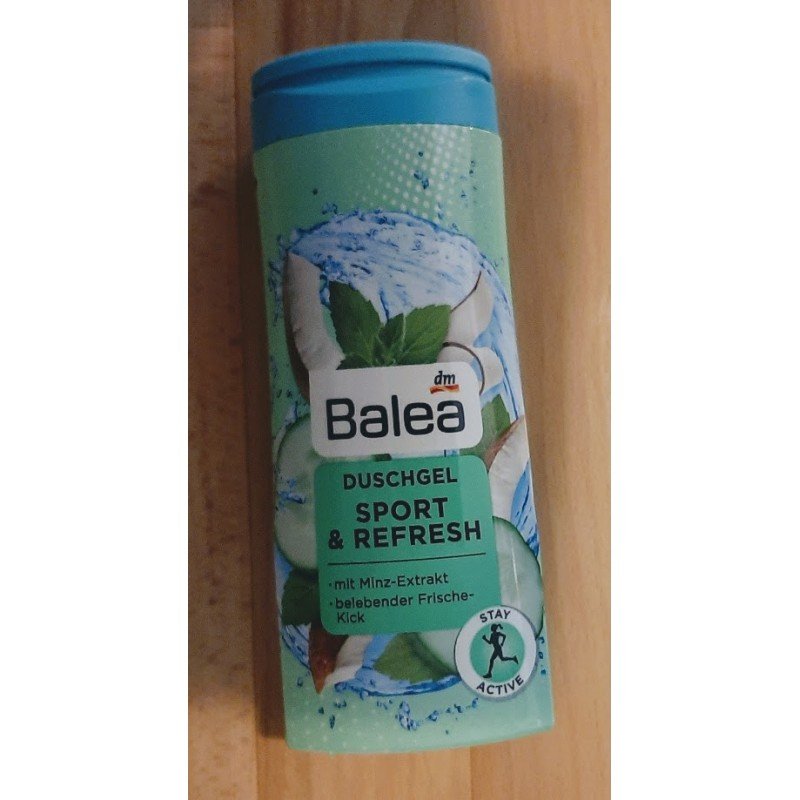 dm
Balea
DUSCHGEL
SPORT
& REFRESH
• mit Minz-Extrakt
• belebender Frische-
Kick
STAY
ACTIVE